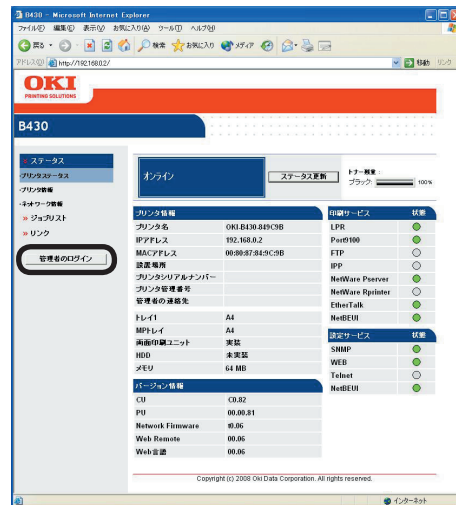 B430 - Microsoft Internet Explorer
ファイル(F) 編集(E) 表示(V) お気に入り(A) ツール(T) ヘルプ(H)
戻る 検索 お気に入り メディア
アドレス(D) http://192.168.0.2/ 移動 リンク
OKI
PRINTING SOLUTIONS
B430
ステータス
・プリンタステータス
・プリンタ情報
・ネットワーク情報
» ジョブリスト
» リンク
管理者のログイン
オンライン
ステータス更新
トナー残量:
ブラック: 100%
プリンタ情報
プリンタ名 OKI-B430-849C9B
IPアドレス 192.168.0.2
MACアドレス 00:80:87:84:9C:9B
設置場所
プリンタシリアルナンバー
プリンタ管理番号
管理者の連絡先
トレイ1 A4
MPトレイ A4
両面印刷ユニット 実装
HDD 未実装
メモリ 64 MB
バージョン情報
CU C0.82
PU 00.00.81
Network Firmware t0.06
Web Remote 00.06
Web言語 00.06
印刷サービス 状態
LPR
Port9100
FTP
IPP
NetWare Pserver
NetWare Rprinter
EtherTalk
NetBEUI
設定サービス 状態
SNMP
WEB
Telnet
NetBEUI
Copyright (c) 2008 Oki Data Corporation. All rights reserved.
インターネット